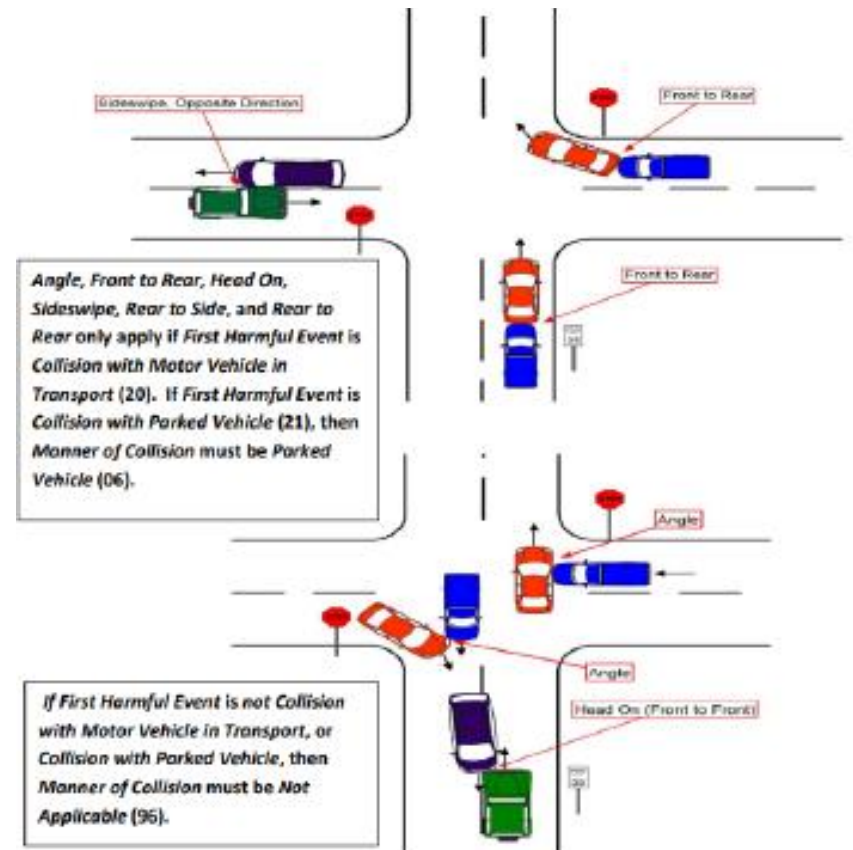 Sideswipe, Opposite Direction
Front to Rear
Front to Rear
Angle, Front to Rear, Head On,
Sideswipe, Rear to Side, and Rear to
Rear only apply if First Harmful Event is
Collision with Motor Vehicle in
Transport (20). If First Harmful Event is
Collision with Parked Vehicle (21), then
Manner of Collision must be Parked
Vehicle (06).
Angle
Angle
Head On (Front to Front)
If First Harmful Event is not Collision
with Motor Vehicle in Transport, or
Collision with Parked Vehicle, then
Manner of Collision must be Not
Applicable (96).